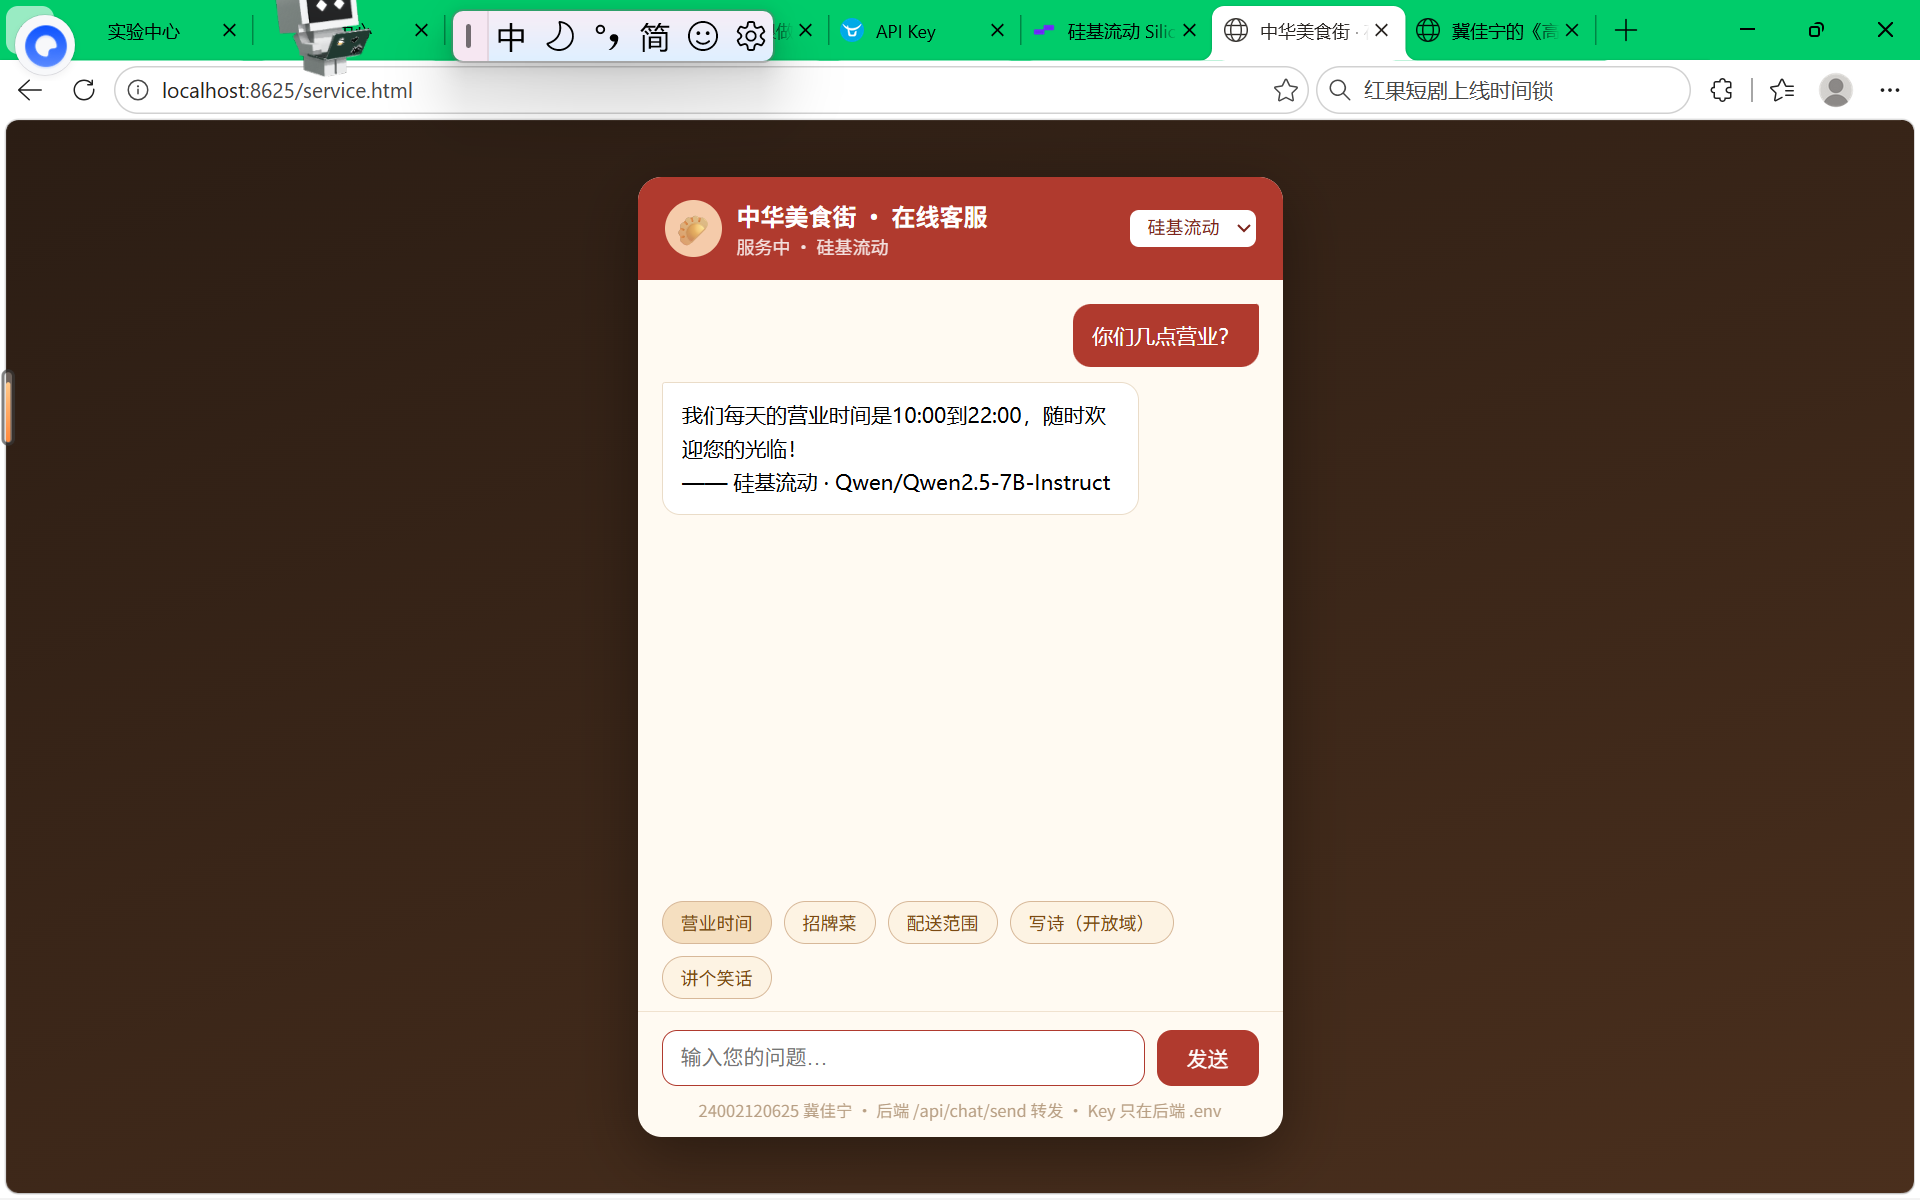 实验中心
中
简
API Key
硅基流动 Silic
中华美食街 ·
冀佳宁的《高
localhost:8625/service.html
红果短剧上线时间锁
中华美食街 · 在线客服
服务中 · 硅基流动
硅基流动
你们几点营业？
我们每天的营业时间是10:00到22:00，随时欢
迎您的光临！
—— 硅基流动 · Qwen/Qwen2.5-7B-Instruct
营业时间
招牌菜
配送范围
写诗（开放域）
讲个笑话
输入您的问题…
发送
24002120625 冀佳宁 · 后端 /api/chat/send 转发 · Key 只在后端 .env